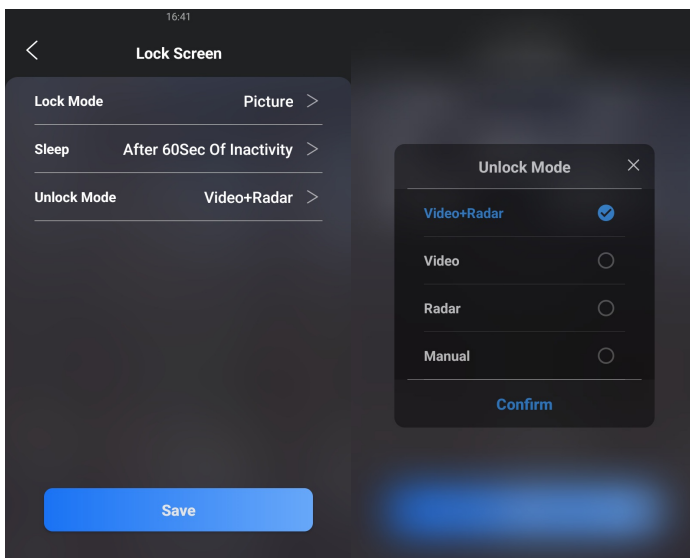 16:41
Lock Screen
Lock Mode Picture >
Sleep After 60Sec Of Inactivity >
Unlock Mode Video+Radar >
Save
Unlock Mode
Video+Radar
Video
Radar
Manual
Confirm